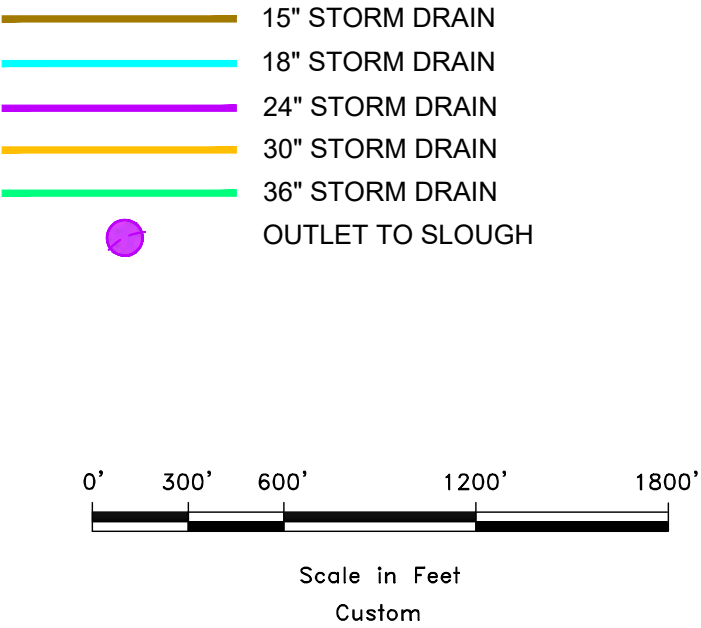 15" STORM DRAIN
18" STORM DRAIN
24" STORM DRAIN
30" STORM DRAIN
36" STORM DRAIN
OUTLET TO SLOUGH
0' 300' 600' 1200' 1800'
Scale in Feet
Custom